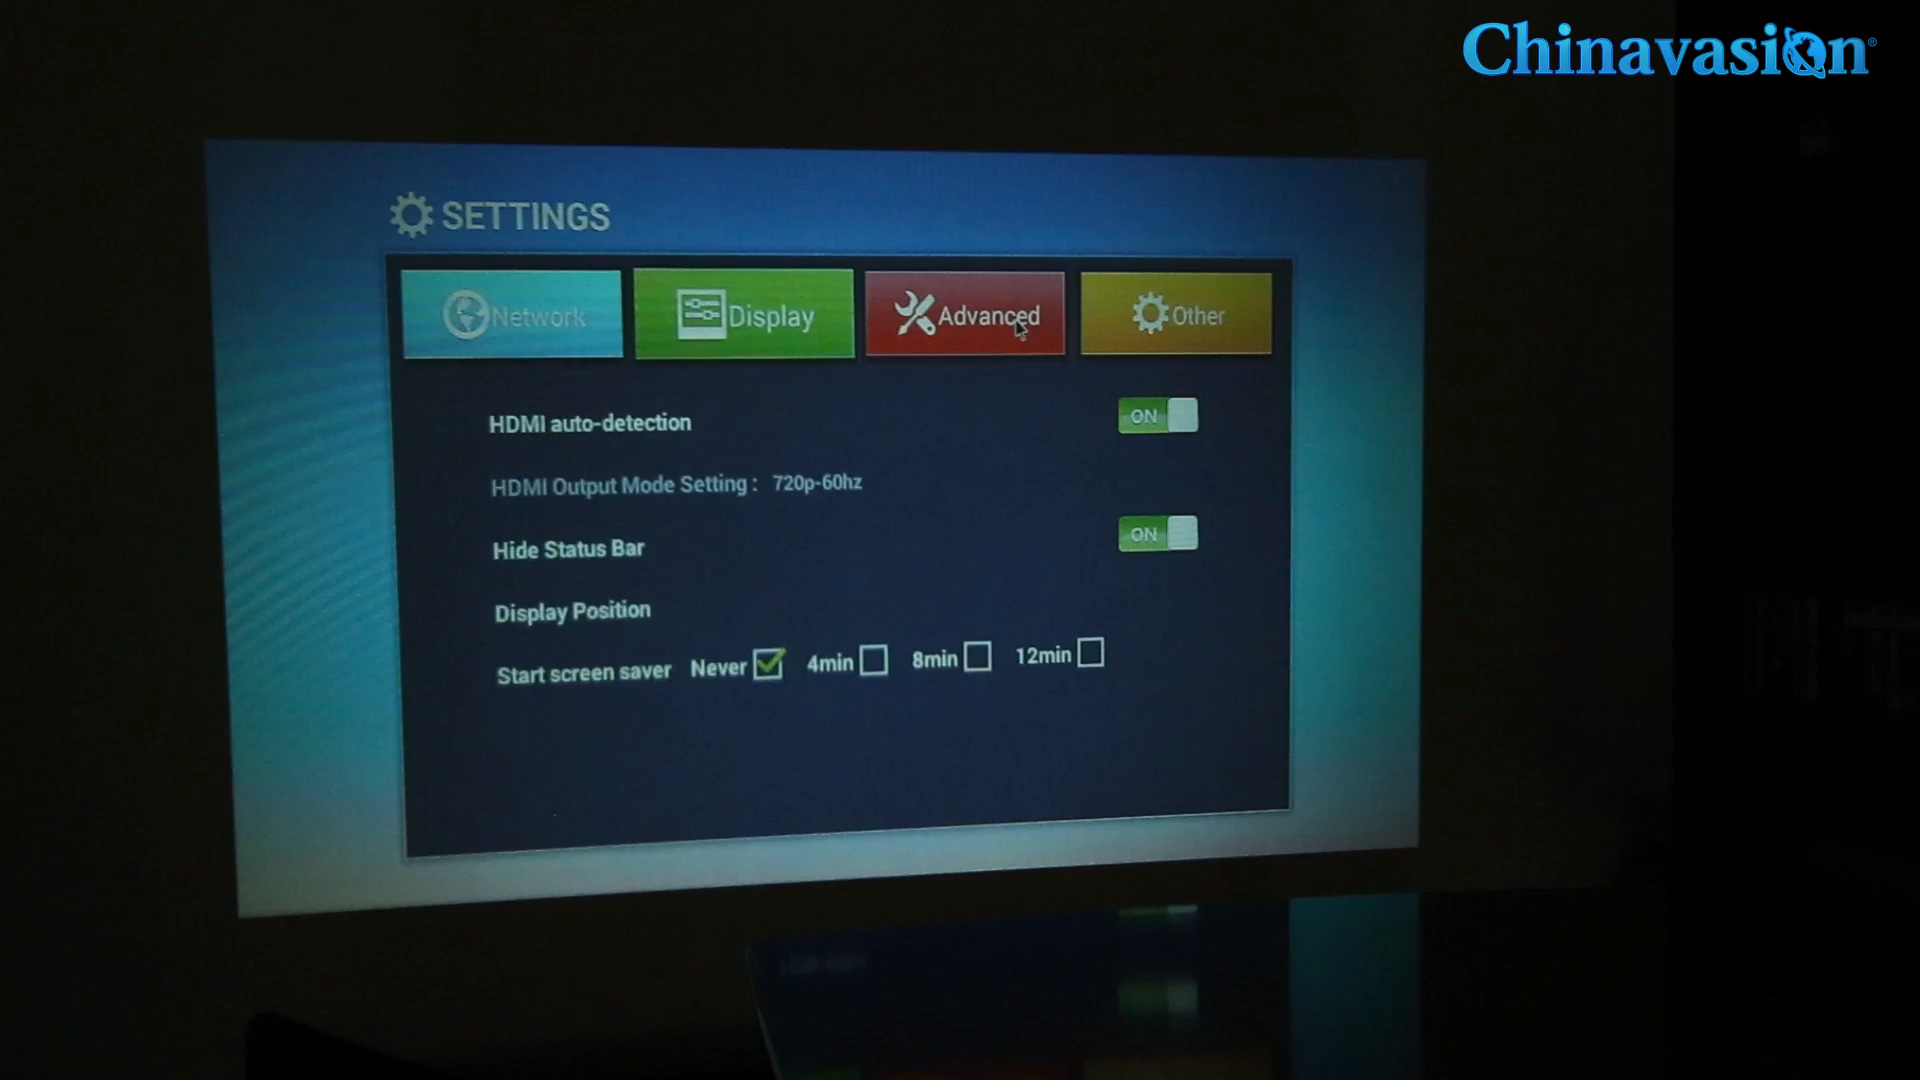 Chinavasion®
SETTINGS
Network
Display
Advanced
Other
HDMI auto-detection
ON
HDMI Output Mode Setting : 720p-60hz
Hide Status Bar
ON
Display Position
Start screen saver Never 4min 8min 12min